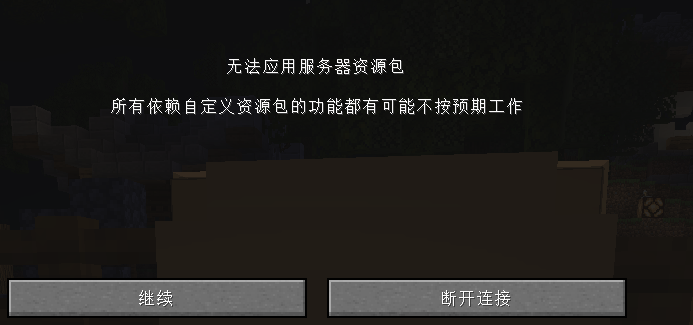 无法应用服务器资源包
所有依赖自定义资源包的功能都有可能不按预期工作
继续
断开连接